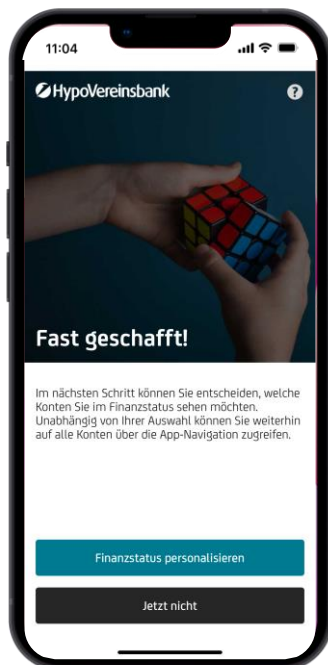 11:04
HypoVereinsbank
?
Fast geschafft!
Im nächsten Schritt können Sie entscheiden, welche
Konten Sie im Finanzstatus sehen möchten.
Unabhängig von Ihrer Auswahl können Sie weiterhin
auf alle Konten über die App-Navigation zugreifen.
Finanzstatus personalisieren
Jetzt nicht